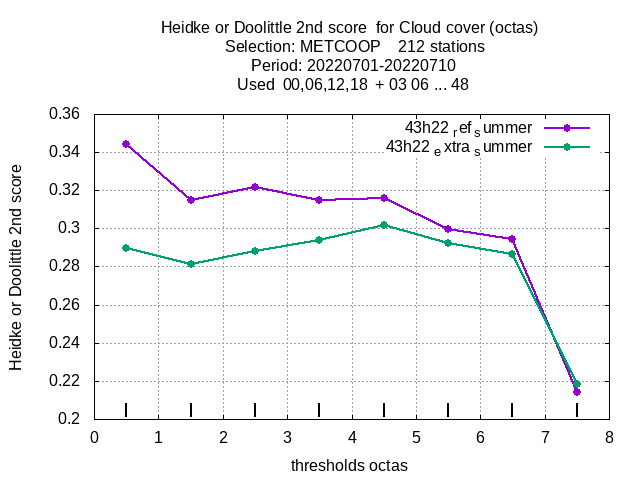 Heidke or Doolittle 2nd score  for Cloud cover (octas)
Selection: METCOOP    212 stations
Period: 20220701-20220710
Used  00,06,12,18  + 03 06 ... 48
43h22 ref summer
43h22 extra summer
Heidke or Doolittle 2nd score
0.36
0.34
0.32
0.3
0.28
0.26
0.24
0.22
0.2
0 1 2 3 4 5 6 7 8
thresholds octas